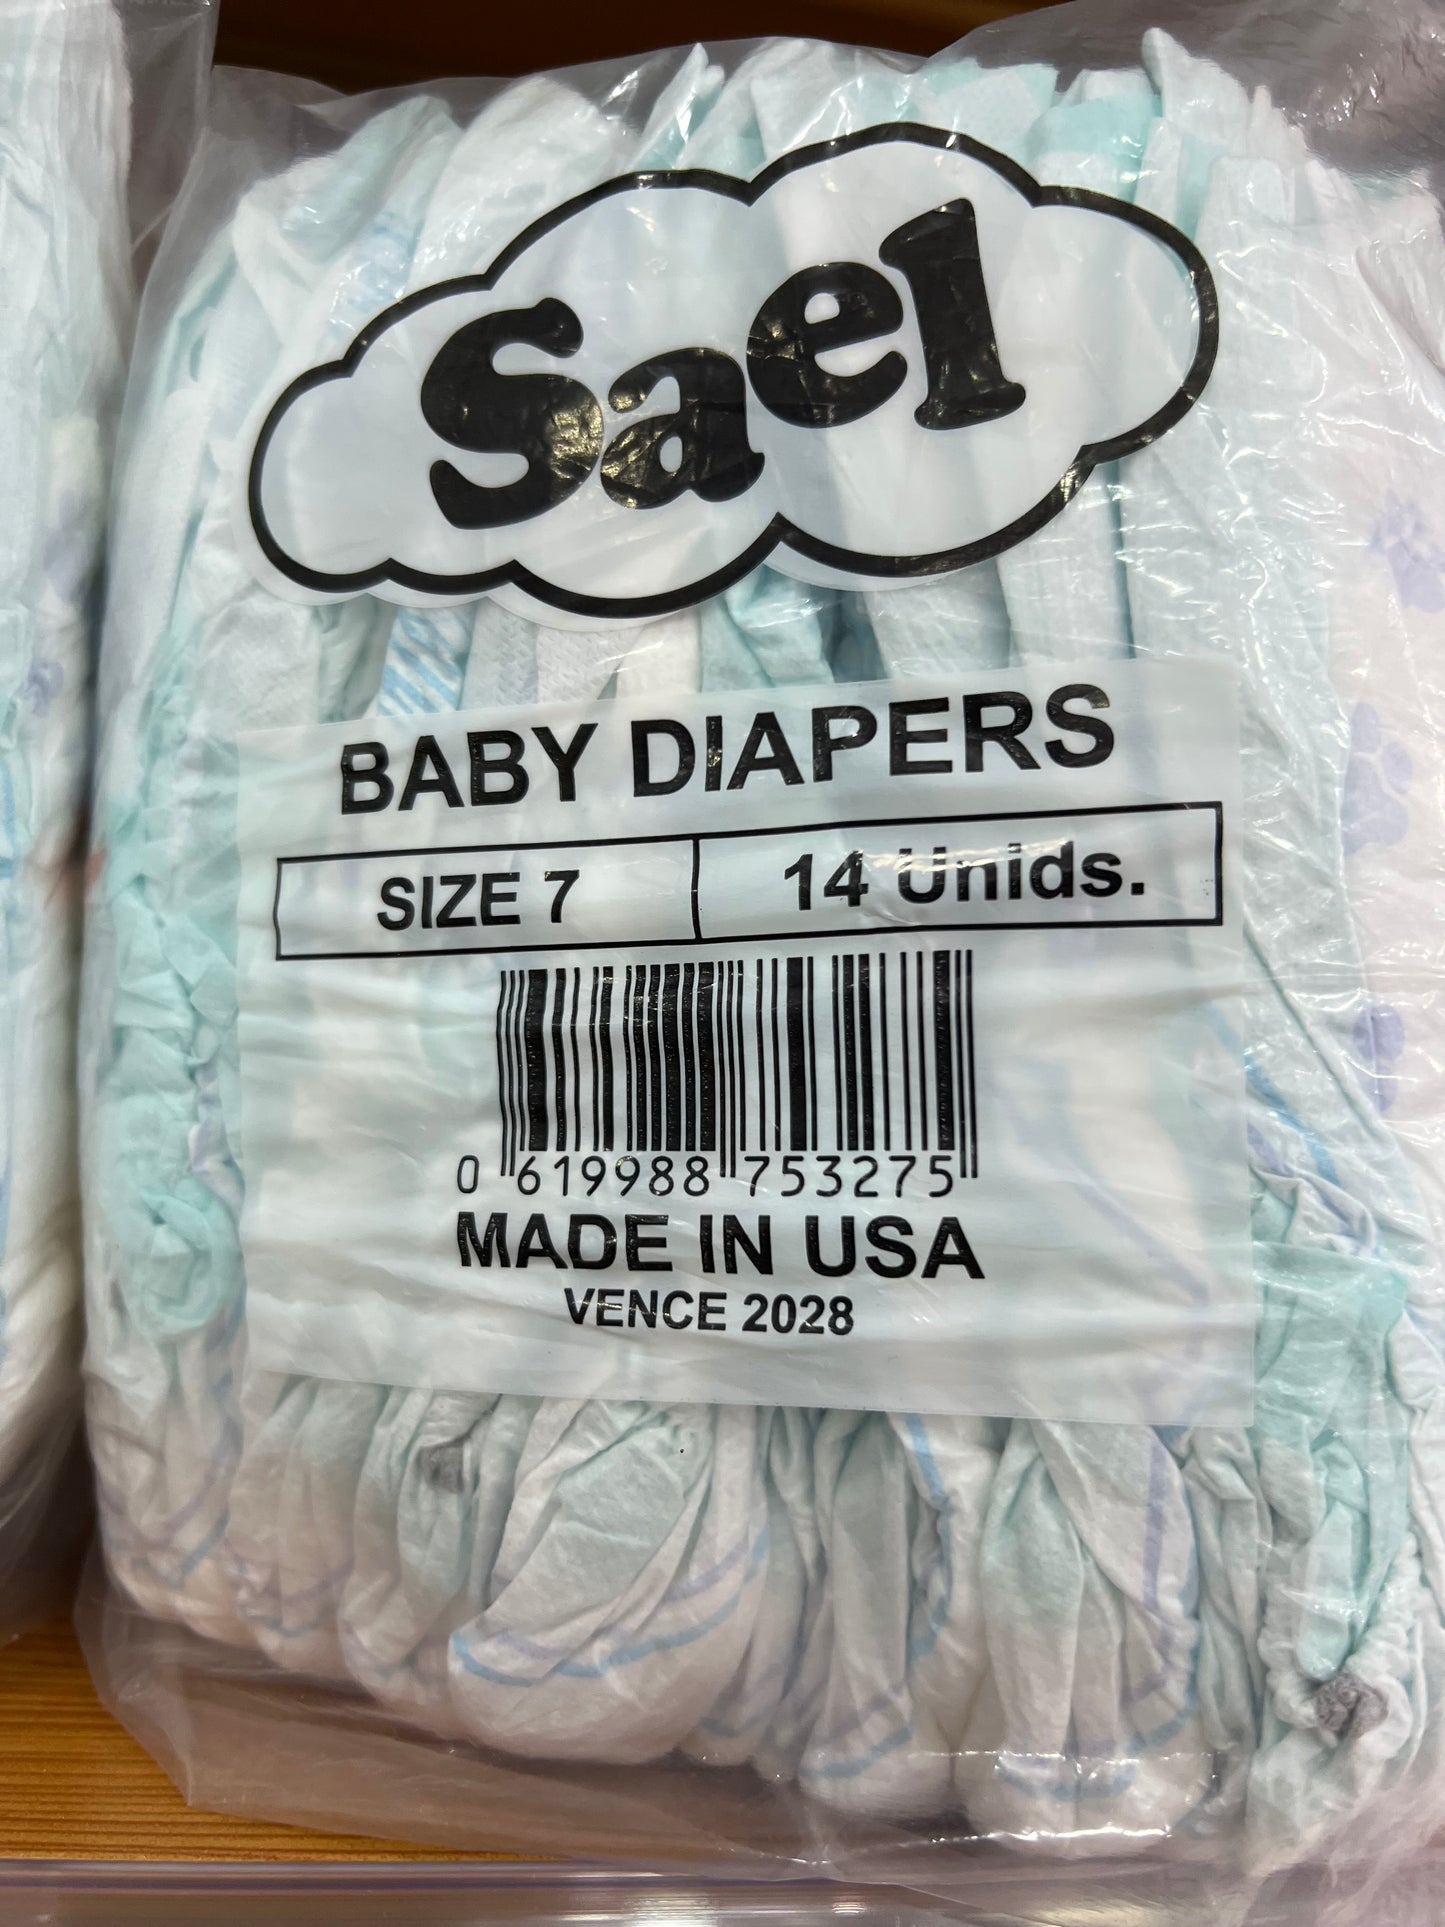 Sael
BABY DIAPERS
SIZE 7 14 Unids.
0 619988 753275
MADE IN USA
VENCE 2028